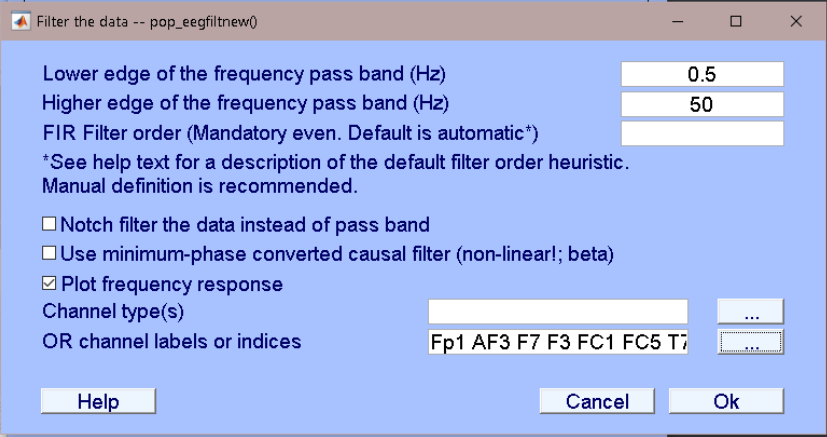 Filter the data -- pop_eegfiltnew()
Lower edge of the frequency pass band (Hz) 0.5
Higher edge of the frequency pass band (Hz) 50
FIR Filter order (Mandatory even. Default is automatic*)
*See help text for a description of the default filter order heuristic.
Manual definition is recommended.
Notch filter the data instead of pass band
Use minimum-phase converted causal filter (non-linear!; beta)
Plot frequency response
Channel type(s) ...
OR channel labels or indices Fp1 AF3 F7 F3 FC1 FC5 T7 ...
Help Cancel Ok